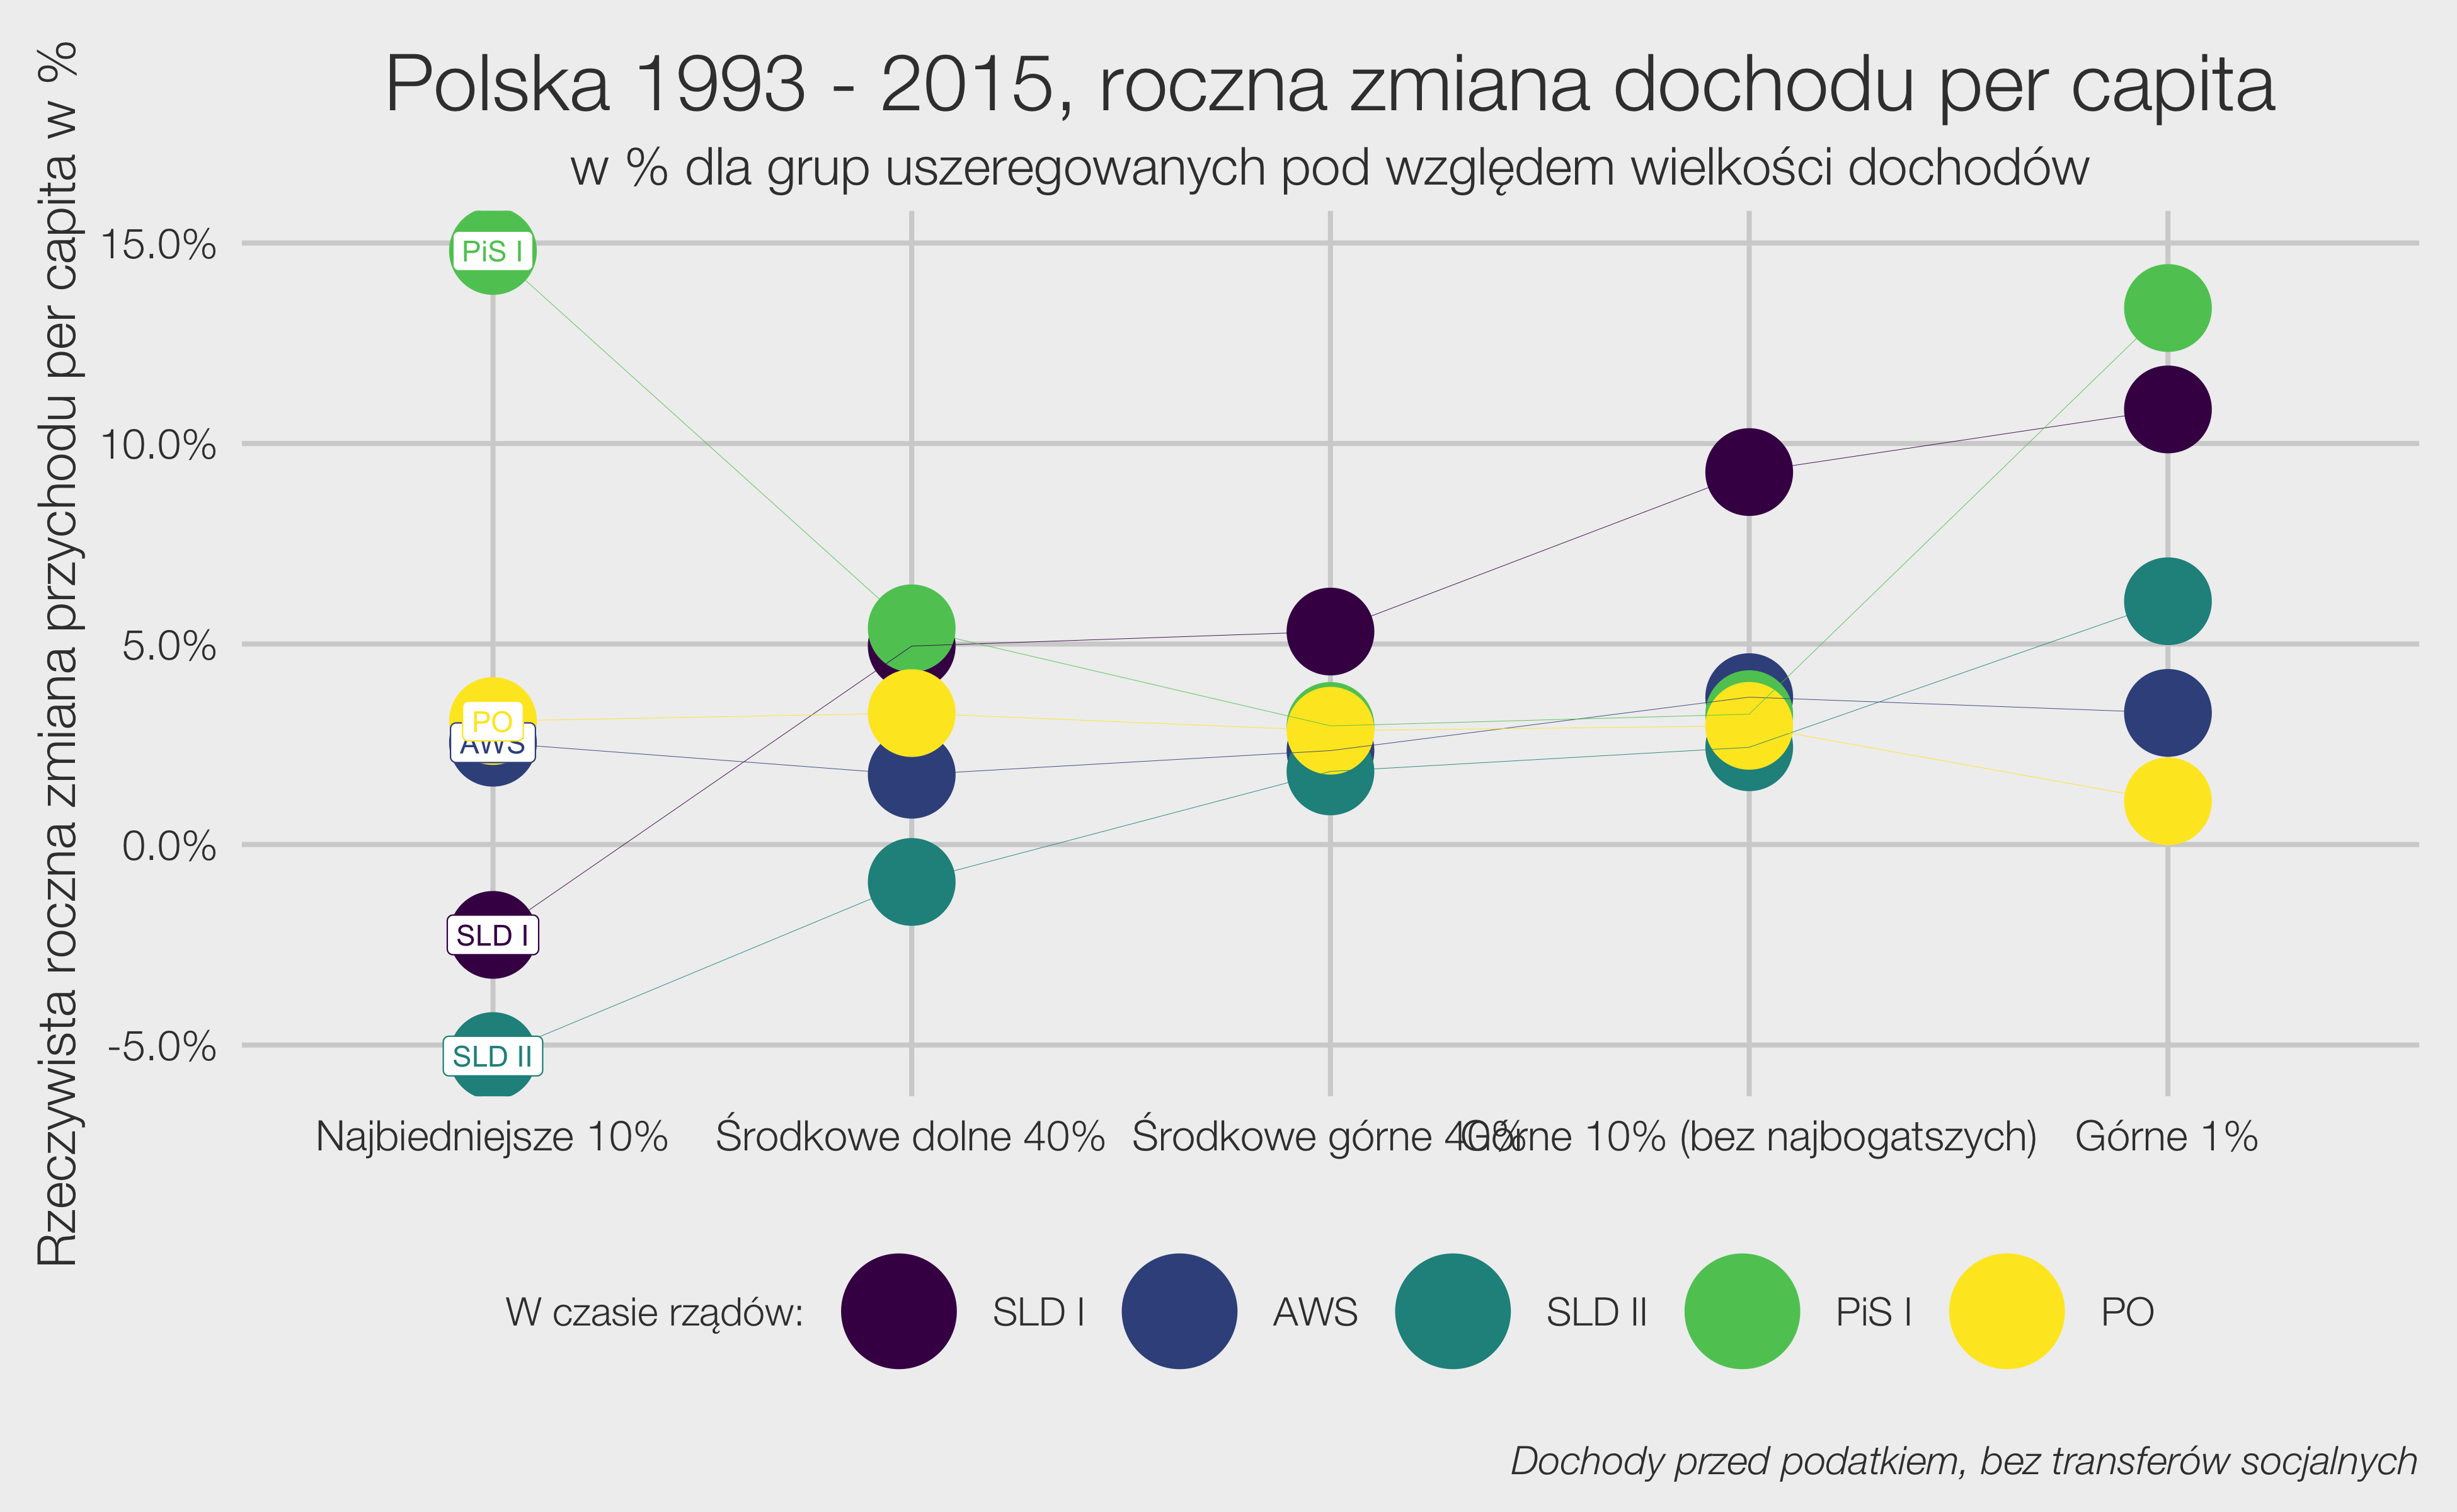 Polska 1993 - 2015, roczna zmiana dochodu per capita
w % dla grup uszeregowanych pod względem wielkości dochodów
Rzeczywista roczna zmiana przychodu per capita w %
15.0%
10.0%
5.0%
0.0%
-5.0%
PiS I
PO
AWS
SLD I
SLD II
Najbiedniejsze 10%
Środkowe dolne 40%
Środkowe górne 40%
Górne 10% (bez najbogatszych)
Górne 1%
W czasie rządów:
SLD I
AWS
SLD II
PiS I
PO
Dochody przed podatkiem, bez transferów socjalnych